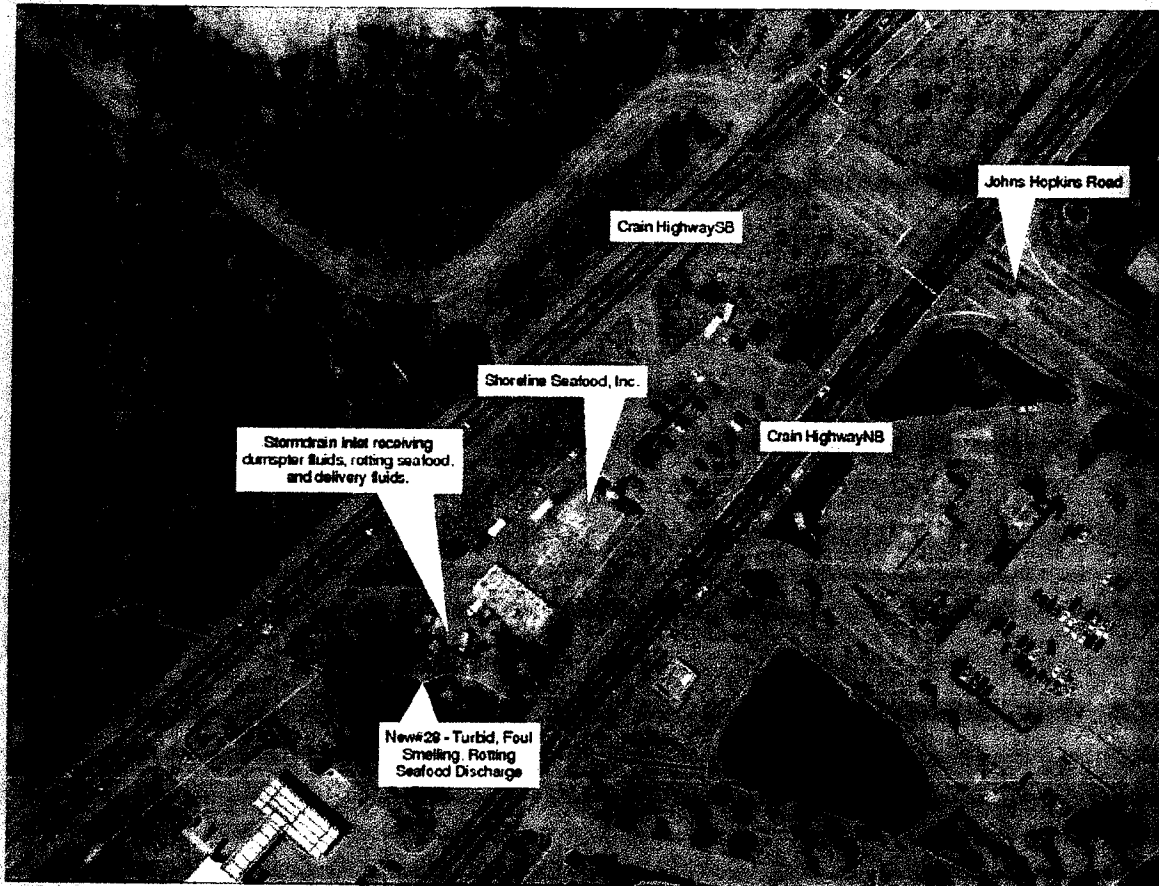 Johns Hopkins Road
Crain HighwaySB
Shoreline Seafood, Inc.
Crain HighwayNB
Stormdrain Inlet receiving
dumspter fluids, rotting seafood,
and delivery fluids.
New#28 - Turbid, Foul
Smelling, Rotting
Seafood Discharge